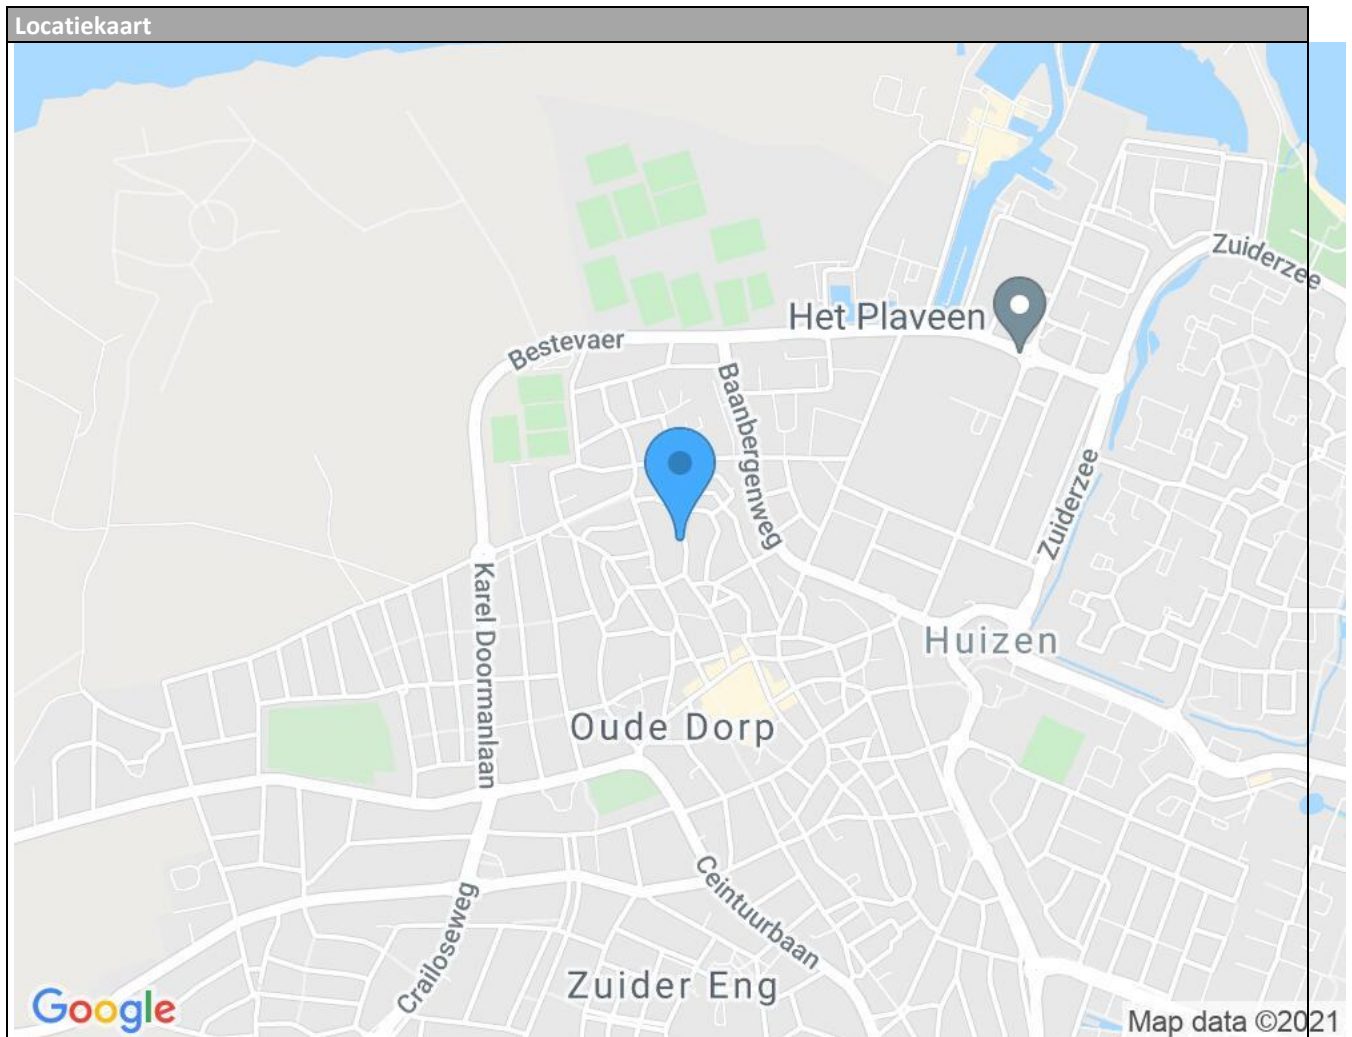 Locatiekaart
Zuiderzee
Het Plaveen
Bestevaer
Baanbergenweg
Zuiderzee
Karel Doormanlaan
Huizen
Oude Dorp
Ceintuurbaan
Crailoseweg
Zuider Eng
Google
Map data ©2021